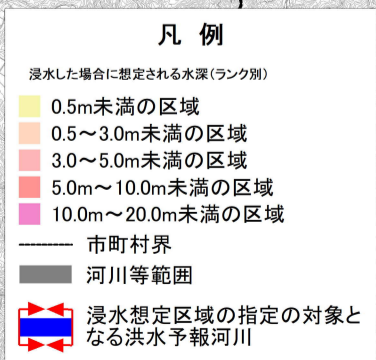 凡 例
浸水した場合に想定される水深(ランク別)
0.5m未満の区域
0.5～3.0m未満の区域
3.0～5.0m未満の区域
5.0m～10.0m未満の区域
10.0m～20.0m未満の区域
市町村界
河川等範囲
浸水想定区域の指定の対象と
なる洪水予報河川